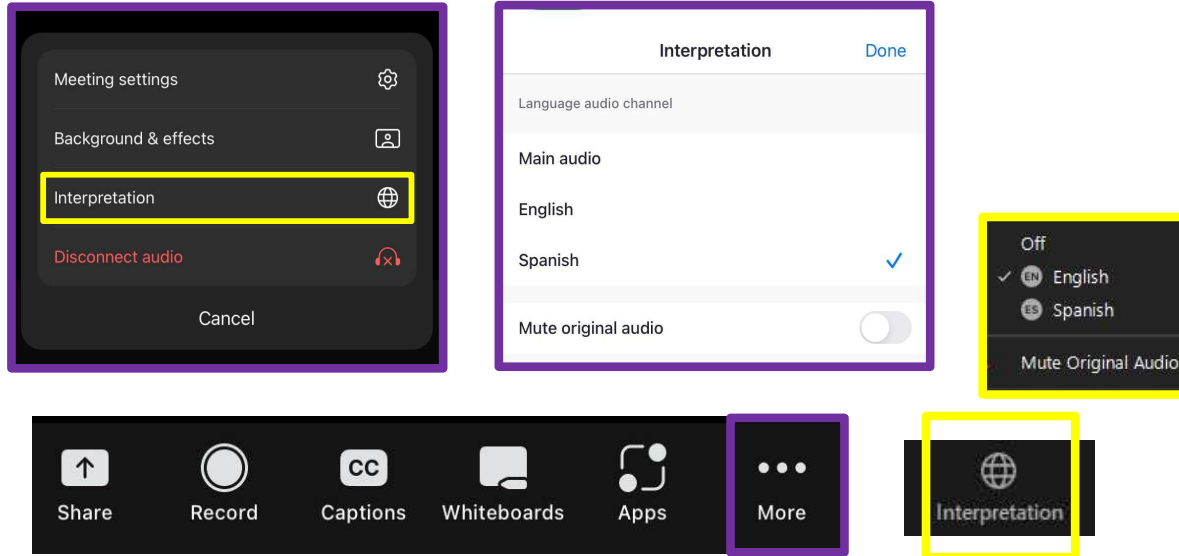 Meeting settings
Background & effects
Interpretation
Disconnect audio
Cancel
Interpretation Done
Language audio channel
Main audio
English
Spanish
Mute original audio
Off
EN English
ES Spanish
Mute Original Audio
Share Record CC Captions Whiteboards Apps More
Interpretation